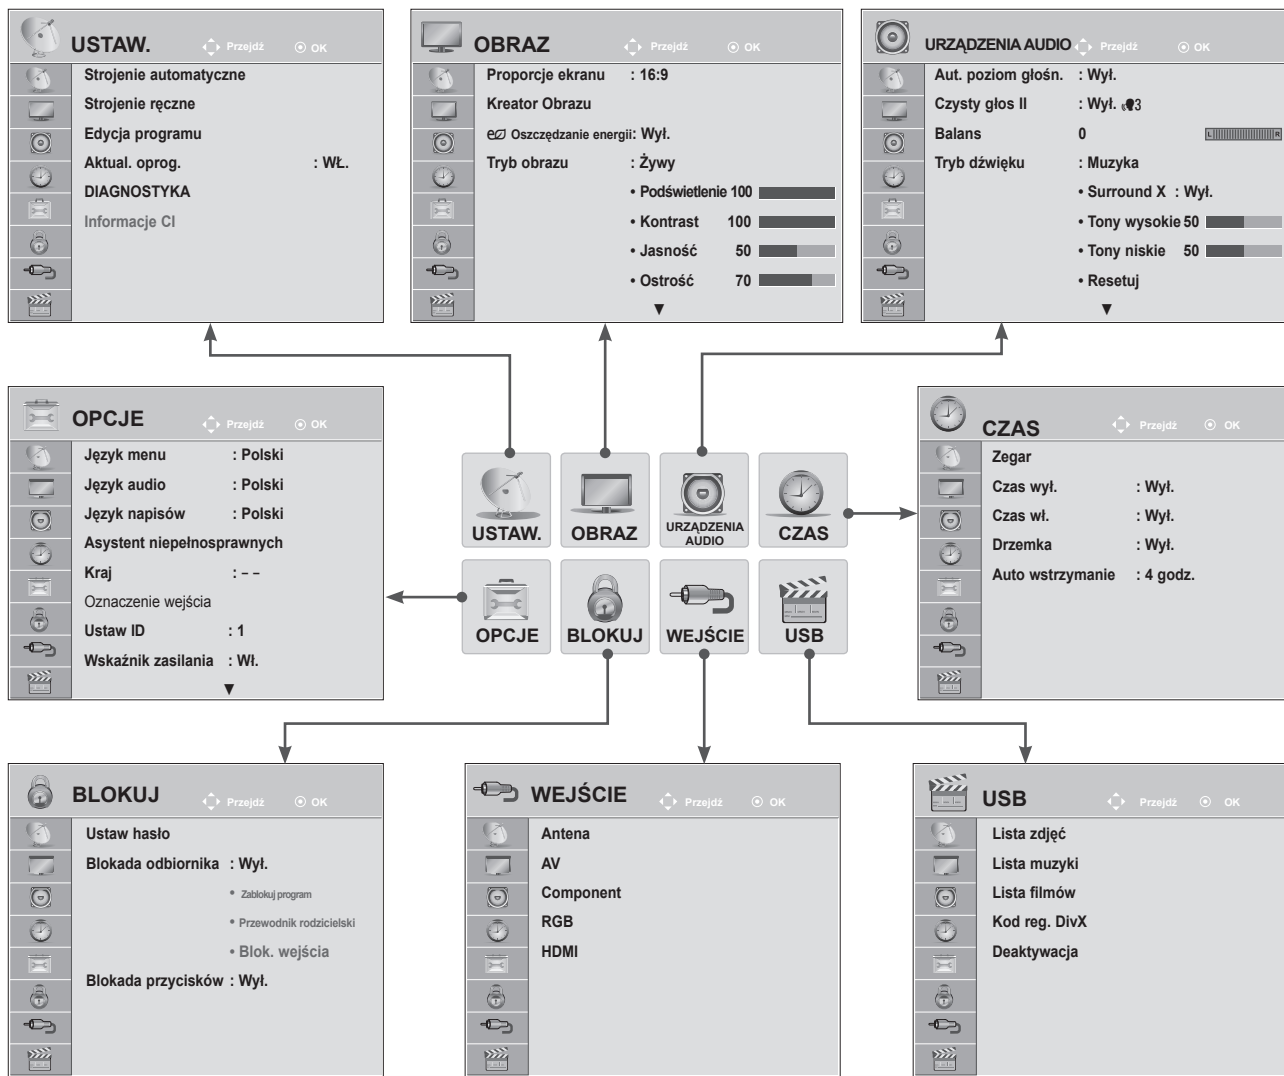 USTAW. Przejdź OK
Strojenie automatyczne
Strojenie ręczne
Edycja programu
Aktual. oprog. : WŁ.
DIAGNOSTYKA
Informacje CI
OBRAZ Przejdź OK
Proporcje ekranu : 16:9
Kreator Obrazu
e Oszczędzanie energii: Wył.
Tryb obrazu : Żywy
• Podświetlenie 100
• Kontrast 100
• Jasność 50
• Ostrość 70
▼
URZĄDZENIA AUDIO Przejdź OK
Aut. poziom głośn. : Wył.
Czysty głos II : Wył. 3
Balans 0 L R
Tryb dźwięku : Muzyka
• Surround X : Wył.
• Tony wysokie 50
• Tony niskie 50
• Resetuj
▼
OPCJE Przejdź OK
Język menu : Polski
Język audio : Polski
Język napisów : Polski
Asystent niepełnosprawnych
Kraj : – –
Oznaczenie wejścia
Ustaw ID : 1
Wskaźnik zasilania : Wł.
▼
USTAW.
OBRAZ
URZĄDZENIA
AUDIO
CZAS
OPCJE
BLOKUJ
WEJŚCIE
USB
CZAS Przejdź OK
Zegar
Czas wył. : Wył.
Czas wł. : Wył.
Drzemka : Wył.
Auto wstrzymanie : 4 godz.
BLOKUJ Przejdź OK
Ustaw hasło
Blokada odbiornika : Wył.
• Zablokuj program
• Przewodnik rodzicielski
• Blok. wejścia
Blokada przycisków : Wył.
WEJŚCIE Przejdź OK
Antena
AV
Component
RGB
HDMI
USB Przejdź OK
Lista zdjęć
Lista muzyki
Lista filmów
Kod reg. DivX
Deaktywacja